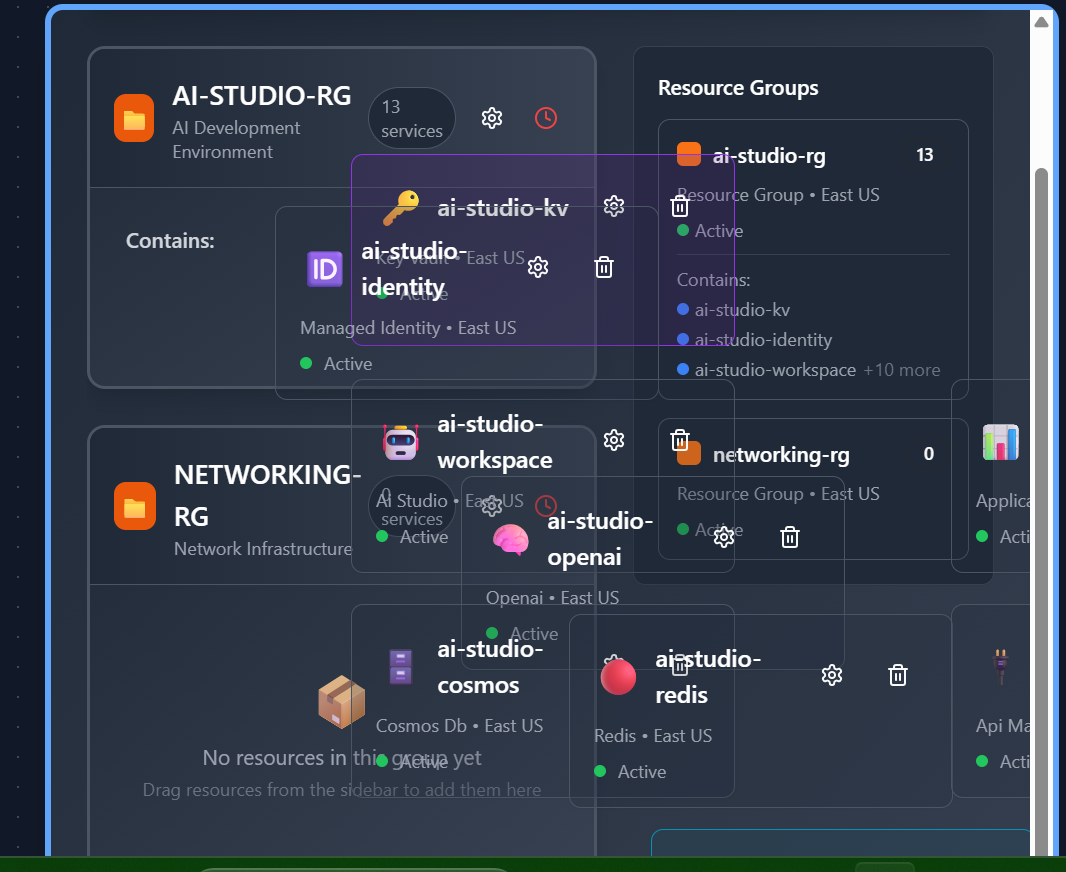 AI-STUDIO-RG
AI Development
Environment
13
services
Contains:
ai-studio-kv
Key Vault • East US
Active
ID
ai-studio-
identity
Managed Identity • East US
Active
Resource Groups
ai-studio-rg
13
Resource Group • East US
Active
Contains:
ai-studio-kv
ai-studio-identity
ai-studio-workspace +10 more
networking-rg
0
Resource Group • East US
Active
NETWORKING-
RG
Network Infrastructure
0
services
ai-studio-
workspace
Ai Studio • East US
Active
ai-studio-
openai
Openai • East US
Active
Applica
Acti
ai-studio-
cosmos
Cosmos Db • East US
Active
ai-studio-
redis
Redis • East US
Active
Api Ma
Acti
No resources in this group yet
Drag resources from the sidebar to add them here